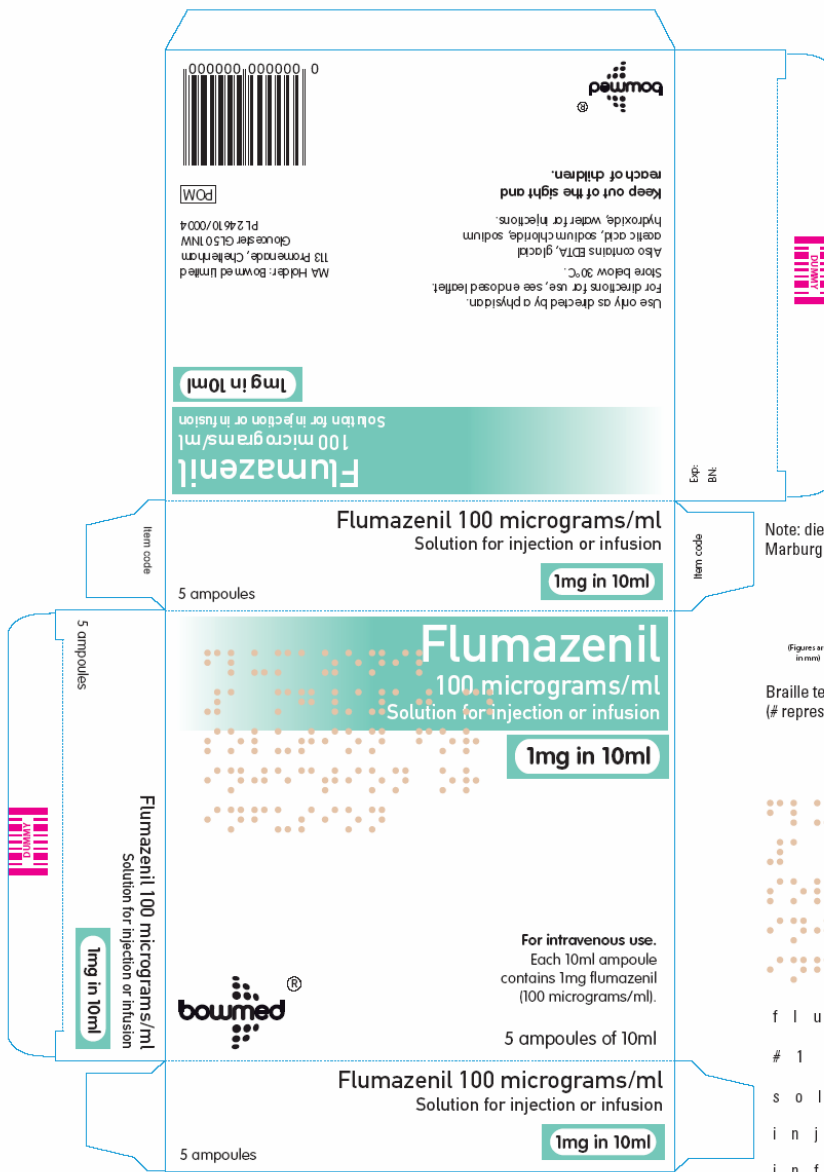 0 000000 000000
bowmed
®
Keep out of the sight and
reach of children.
POM
Also contains EDTA, glacial
acetic acid, sodium chloride, sodium
hydroxide, water for injections.
MA Holder: Bowmed Limited
113 Promenade, Cheltenham
Gloucester GL50 1NW
PL 24610/0004
Use only as directed by a physician.
For directions for use, see enclosed leaflet.
Store below 30°C.
DUMMY
1mg in 10ml
Flumazenil
100 micrograms/ml
Solution for injection or infusion
Exp:
BN:
Item code
Flumazenil 100 micrograms/ml
Solution for injection or infusion
1mg in 10ml
5 ampoules
Item code
Note: die
Marburg
5 ampoules
Flumazenil
100 micrograms/ml
Solution for injection or infusion
1mg in 10ml
(Figures ar
in mm)
Braille te
(# repres
DUMMY
Flumazenil 100 micrograms/ml
Solution for injection or infusion
1mg in 10ml
For intravenous use.
Each 10ml ampoule
contains 1mg flumazenil
(100 micrograms/ml).
bowmed®
5 ampoules of 10ml
f l u
# 1
s o l
i n j
i n f
Flumazenil 100 micrograms/ml
Solution for injection or infusion
1mg in 10ml
5 ampoules